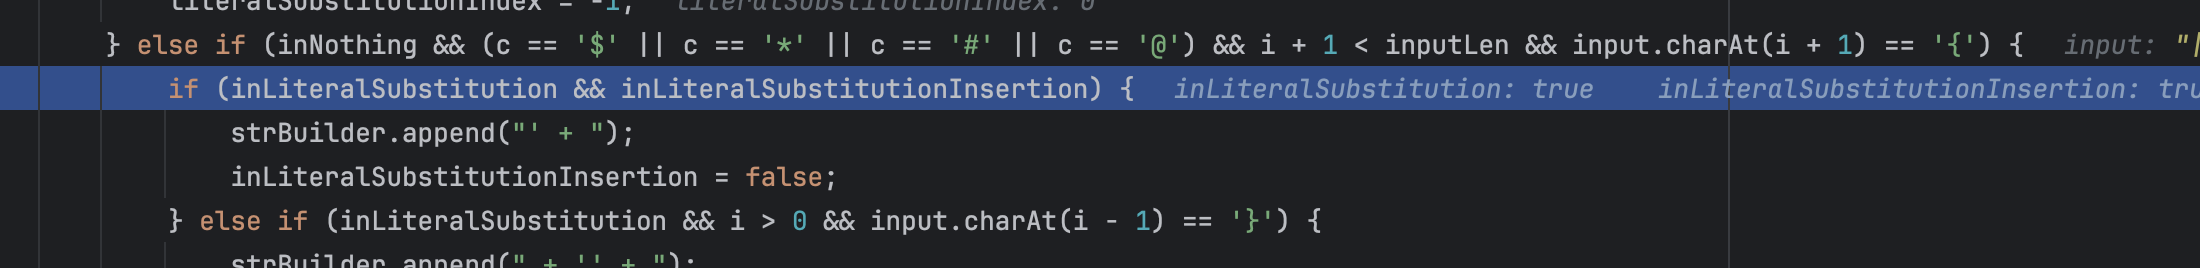 literalSubstitutionIndex = -1;   literalSubstitutionIndex: 0
} else if (inNothing && (c == '$' || c == '*' || c == '#' || c == '@') && i + 1 < inputLen && input.charAt(i + 1) == '{') {   input: "|
if (inLiteralSubstitution && inLiteralSubstitutionInsertion) {   inLiteralSubstitution: true    inLiteralSubstitutionInsertion: tru
strBuilder.append("' + ");
inLiteralSubstitutionInsertion = false;
} else if (inLiteralSubstitution && i > 0 && input.charAt(i - 1) == '}') {
strBuilder.append(" + '' + ");